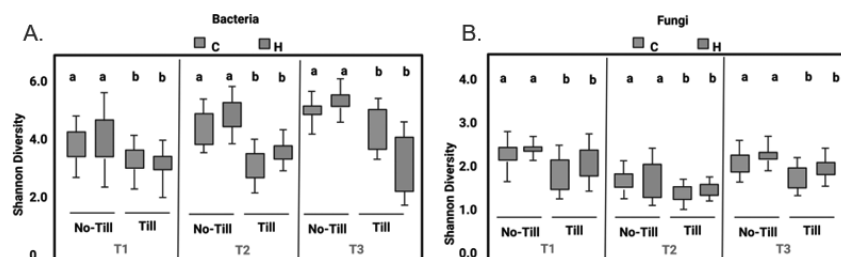 A.
Bacteria
C H
Shannon Diversity
6.0
4.0
2.0
0
a a b b
a a b b
a a b b
No-Till Till
No-Till Till
No-Till Till
T1
T2
T3
B.
Fungi
C H
Shannon Diversity
4.0
3.0
2.0
1.0
0.0
a a b b
a a b b
a a b b
No-Till Till
No-Till Till
No-Till Till
T1
T2
T3